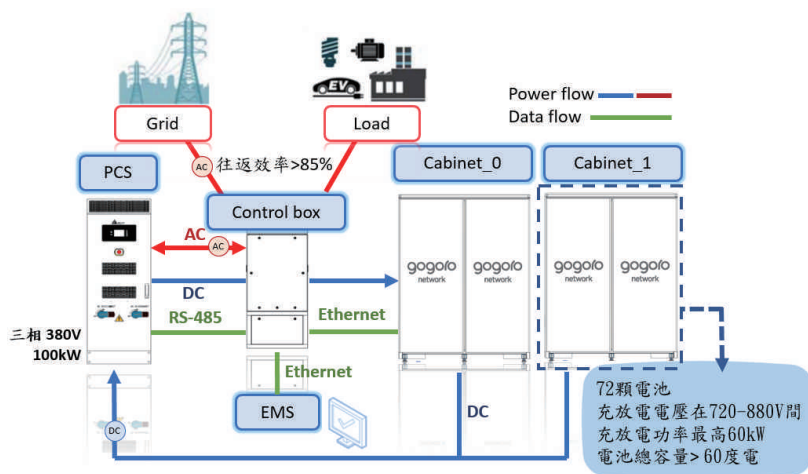 EV
Grid
Load
Power flow
Data flow
AC
往返效率>85%
PCS
Control box
Cabinet_0
Cabinet_1
AC
AC
DC
RS-485
Ethernet
gogoro
network
gogoro
network
gogoro
network
gogoro
network
三相 380V
100kW
Ethernet
EMS
DC
DC
72顆電池
充放電電壓在720-880V間
充放電功率最高60kW
電池總容量> 60度電